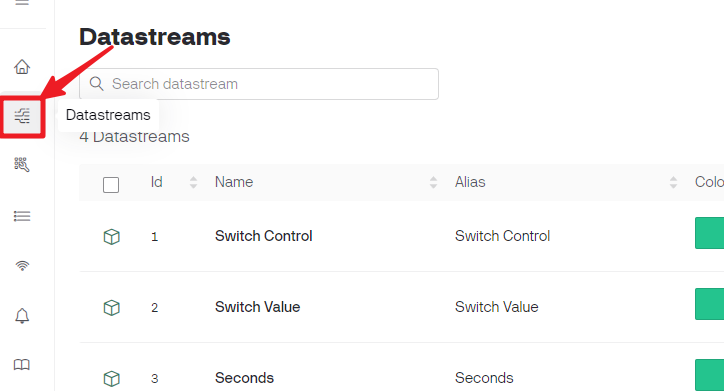 Datastreams
Search datastream
Datastreams
4 Datastreams
Id Name Alias Colo
1 Switch Control Switch Control
2 Switch Value Switch Value
3 Seconds Seconds